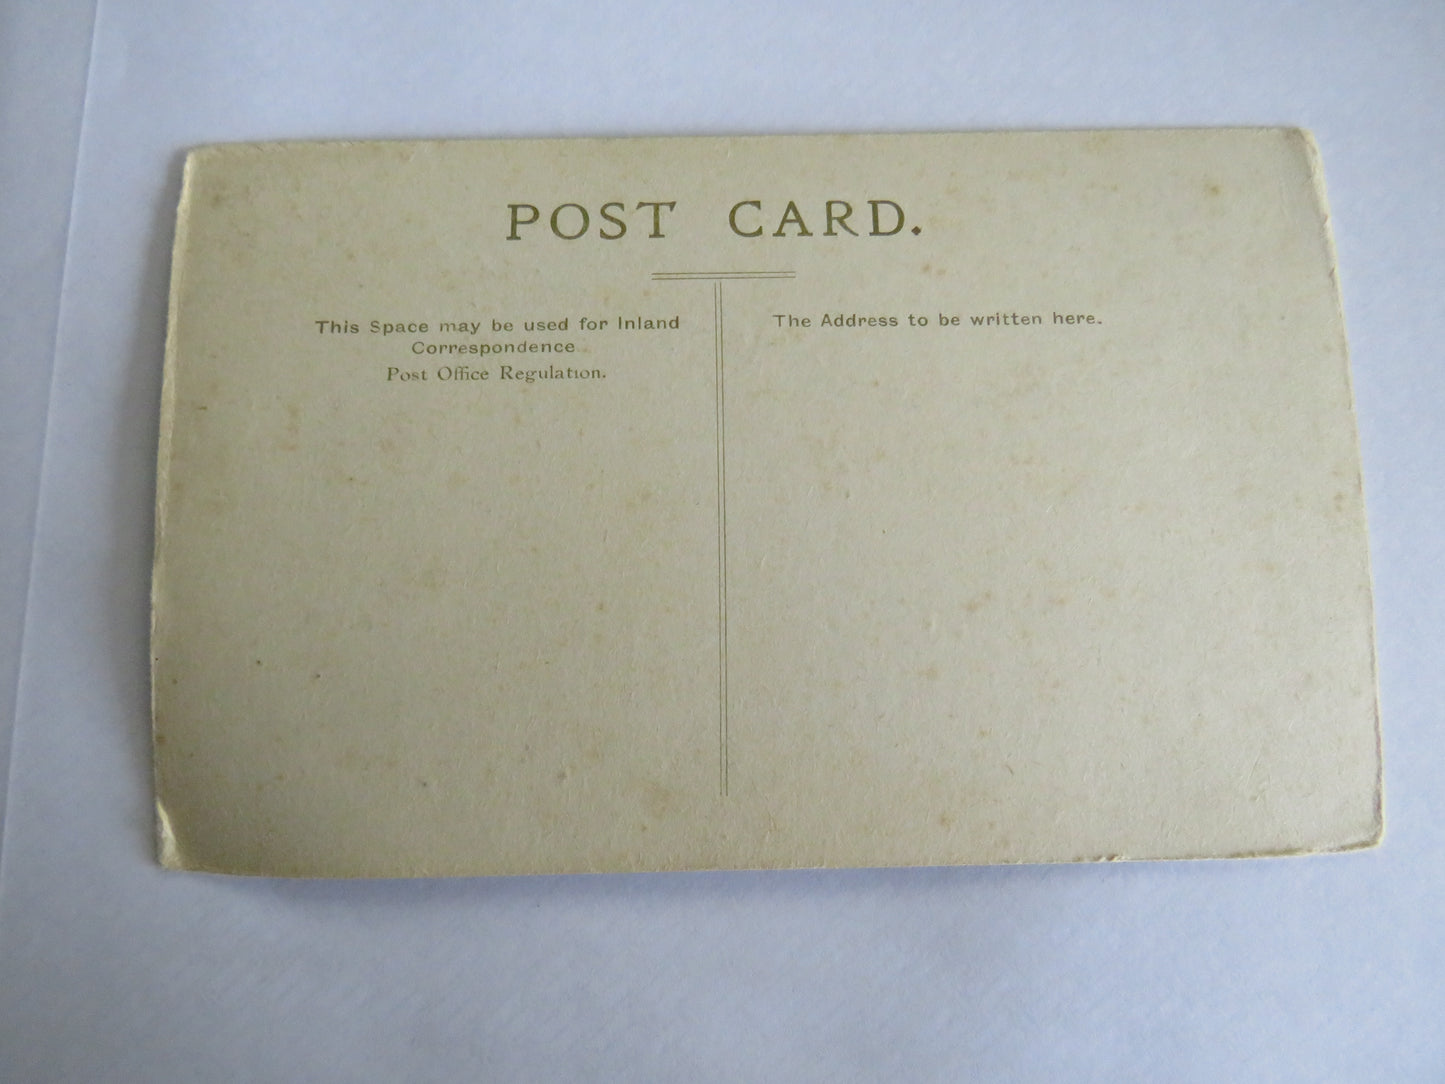 POST CARD.
This Space may be used for Inland
Correspondence
Post Office Regulation.
The Address to be written here.